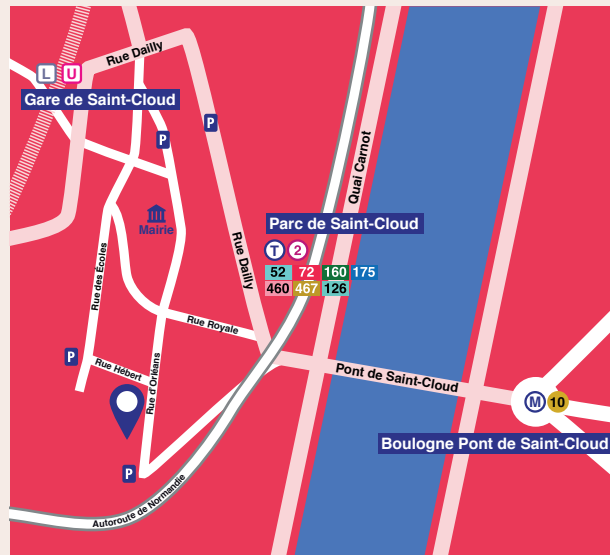 Rue Dailly
L U
Gare de Saint-Cloud
P
P
Mairie
Quai Carnot
Parc de Saint-Cloud
T 2
52 72 160 175
460 467 126
Rue Dailly
Rue des Écoles
Rue Royale
P
Rue Hébert
Rue d'Orléans
Pont de Saint-Cloud
M 10
Boulogne Pont de Saint-Cloud
P
Autoroute de Normandie